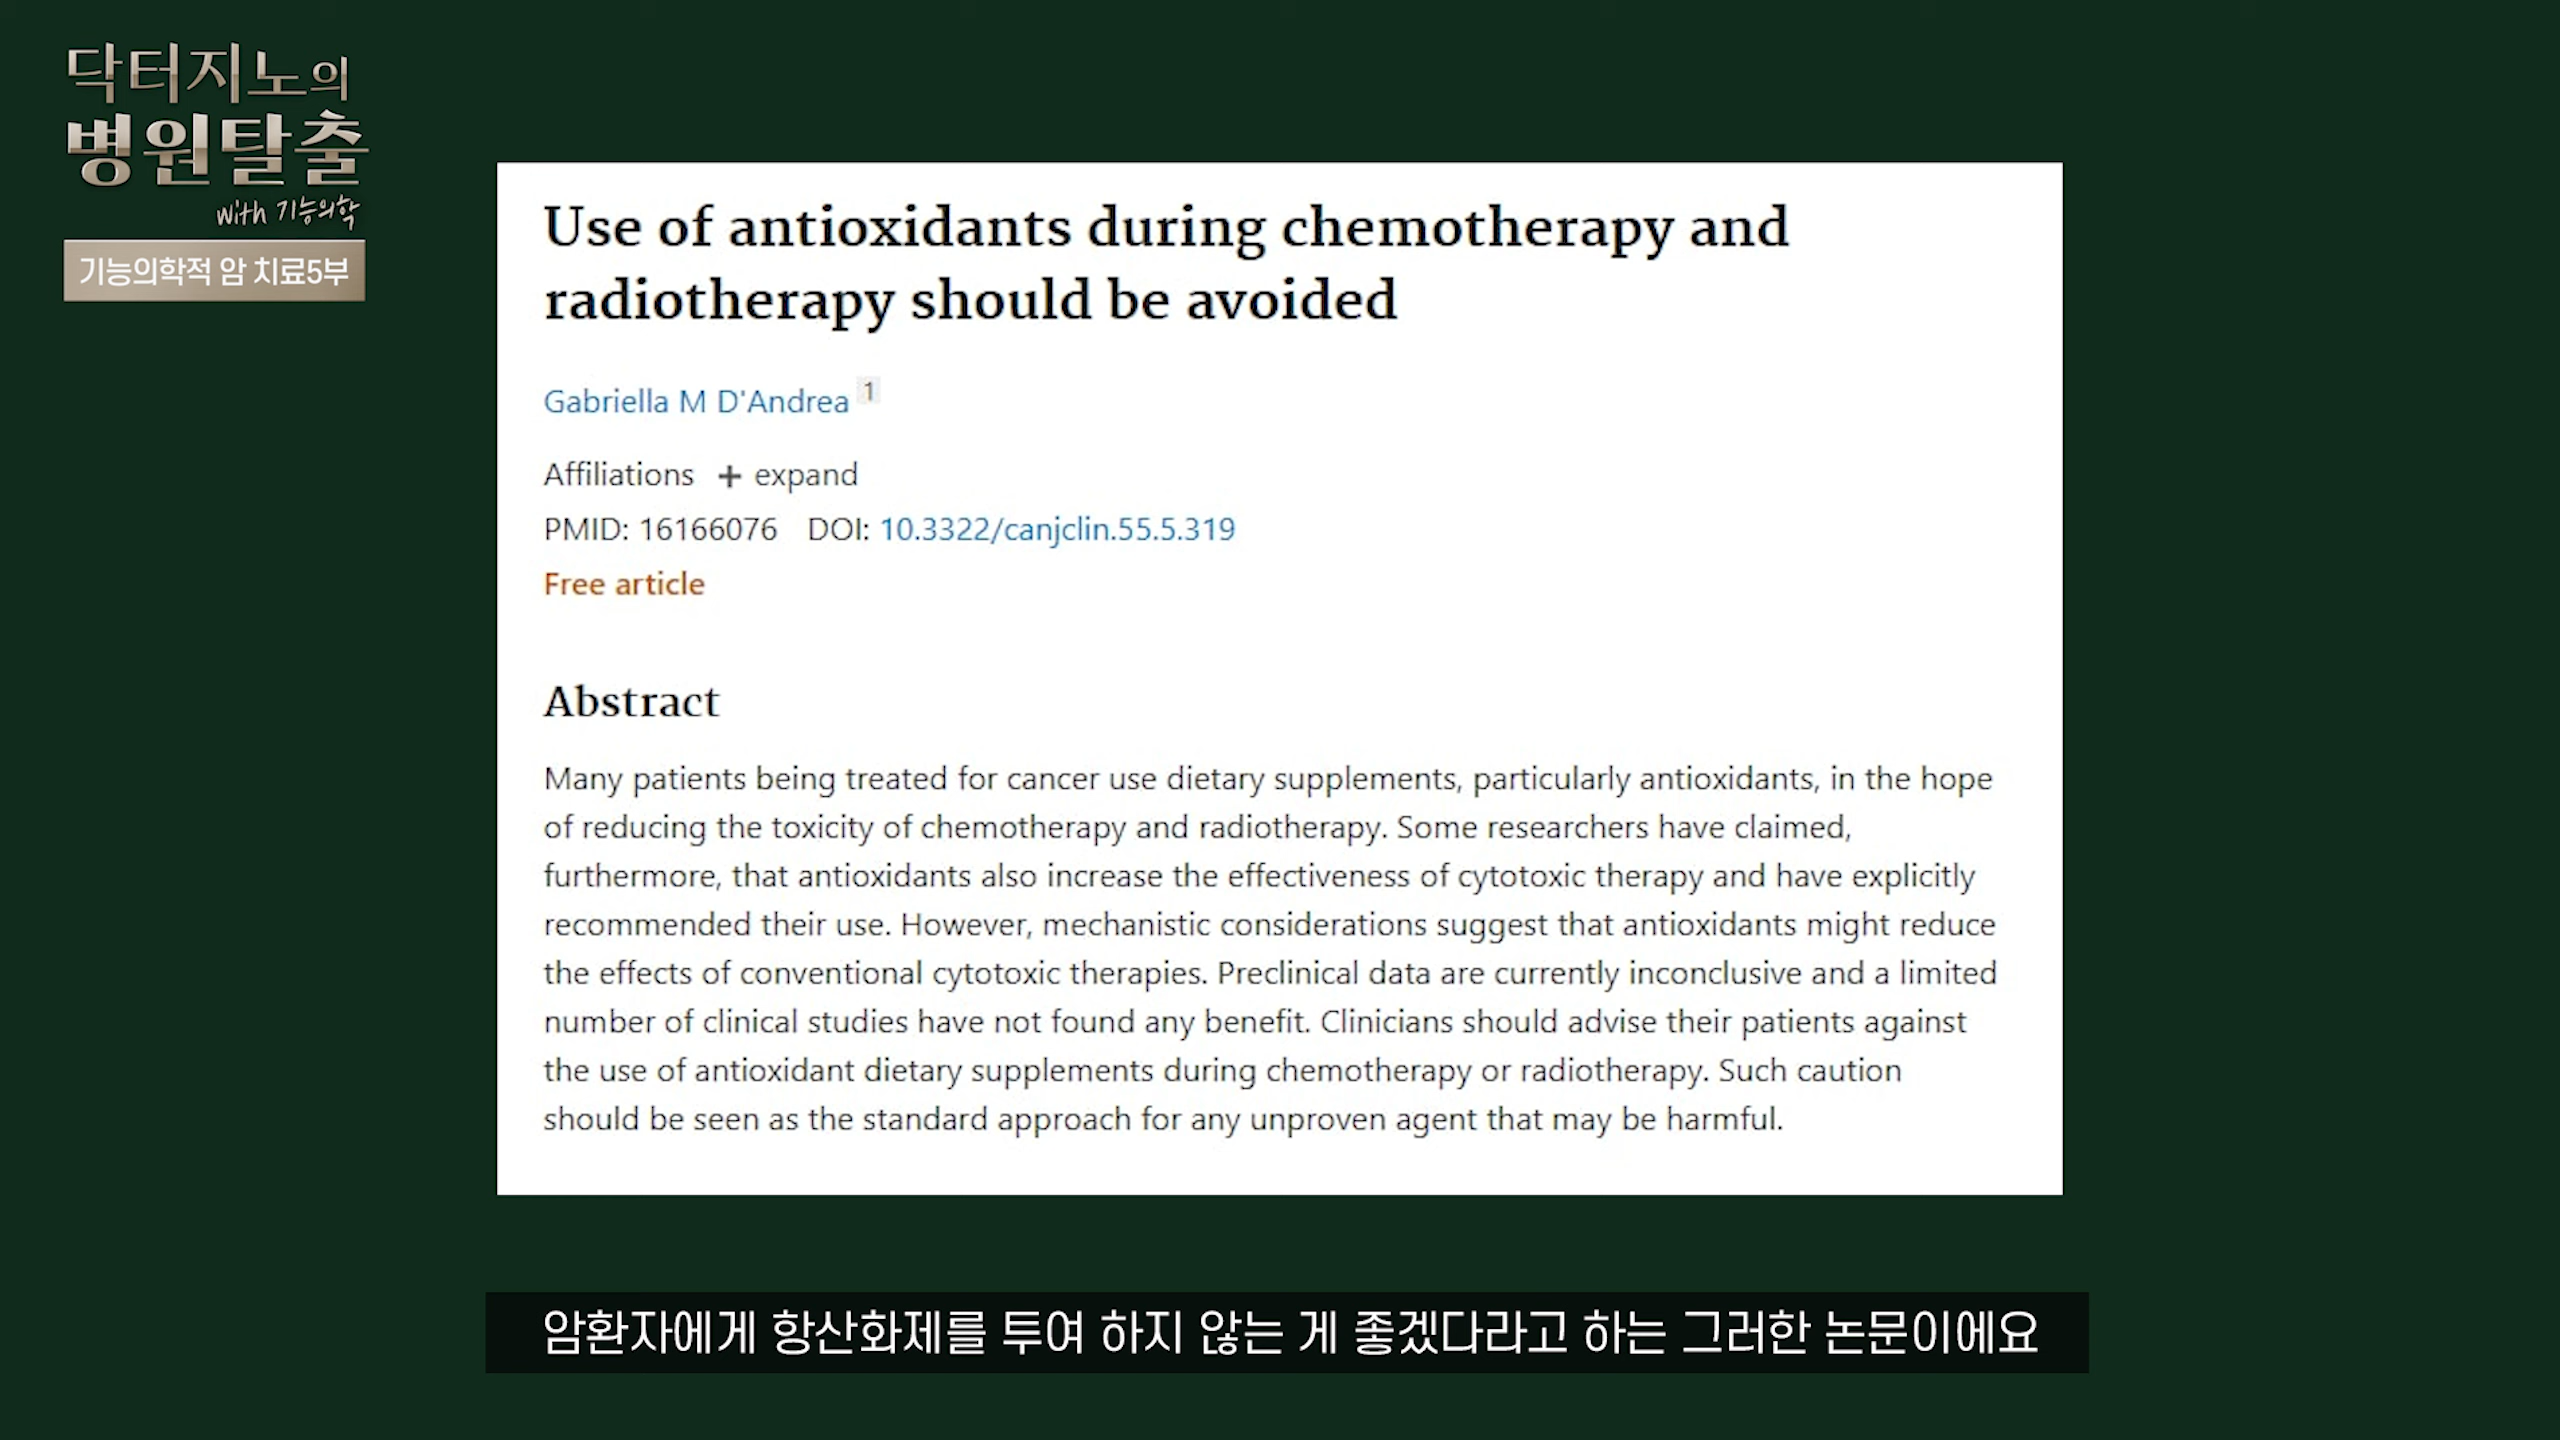 닥터지노의
병원탈출
with 기능의학
기능의학적 암 치료5부
Use of antioxidants during chemotherapy and
radiotherapy should be avoided
Gabriella M D'Andrea 1
Affiliations + expand
PMID: 16166076 DOI: 10.3322/canjclin.55.5.319
Free article
Abstract
Many patients being treated for cancer use dietary supplements, particularly antioxidants, in the hope
of reducing the toxicity of chemotherapy and radiotherapy. Some researchers have claimed,
furthermore, that antioxidants also increase the effectiveness of cytotoxic therapy and have explicitly
recommended their use. However, mechanistic considerations suggest that antioxidants might reduce
the effects of conventional cytotoxic therapies. Preclinical data are currently inconclusive and a limited
number of clinical studies have not found any benefit. Clinicians should advise their patients against
the use of antioxidant dietary supplements during chemotherapy or radiotherapy. Such caution
should be seen as the standard approach for any unproven agent that may be harmful.
암환자에게 항산화제를 투여 하지 않는 게 좋겠다라고 하는 그러한 논문이에요